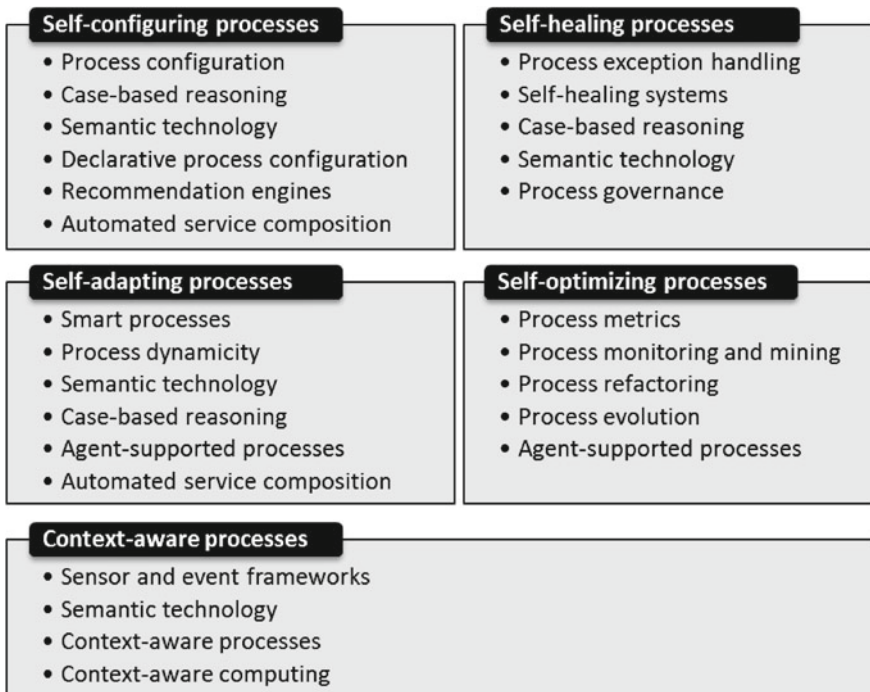 Self-configuring processes
• Process configuration
• Case-based reasoning
• Semantic technology
• Declarative process configuration
• Recommendation engines
• Automated service composition
Self-healing processes
• Process exception handling
• Self-healing systems
• Case-based reasoning
• Semantic technology
• Process governance
Self-adapting processes
• Smart processes
• Process dynamicity
• Semantic technology
• Case-based reasoning
• Agent-supported processes
• Automated service composition
Self-optimizing processes
• Process metrics
• Process monitoring and mining
• Process refactoring
• Process evolution
• Agent-supported processes
Context-aware processes
• Sensor and event frameworks
• Semantic technology
• Context-aware processes
• Context-aware computing